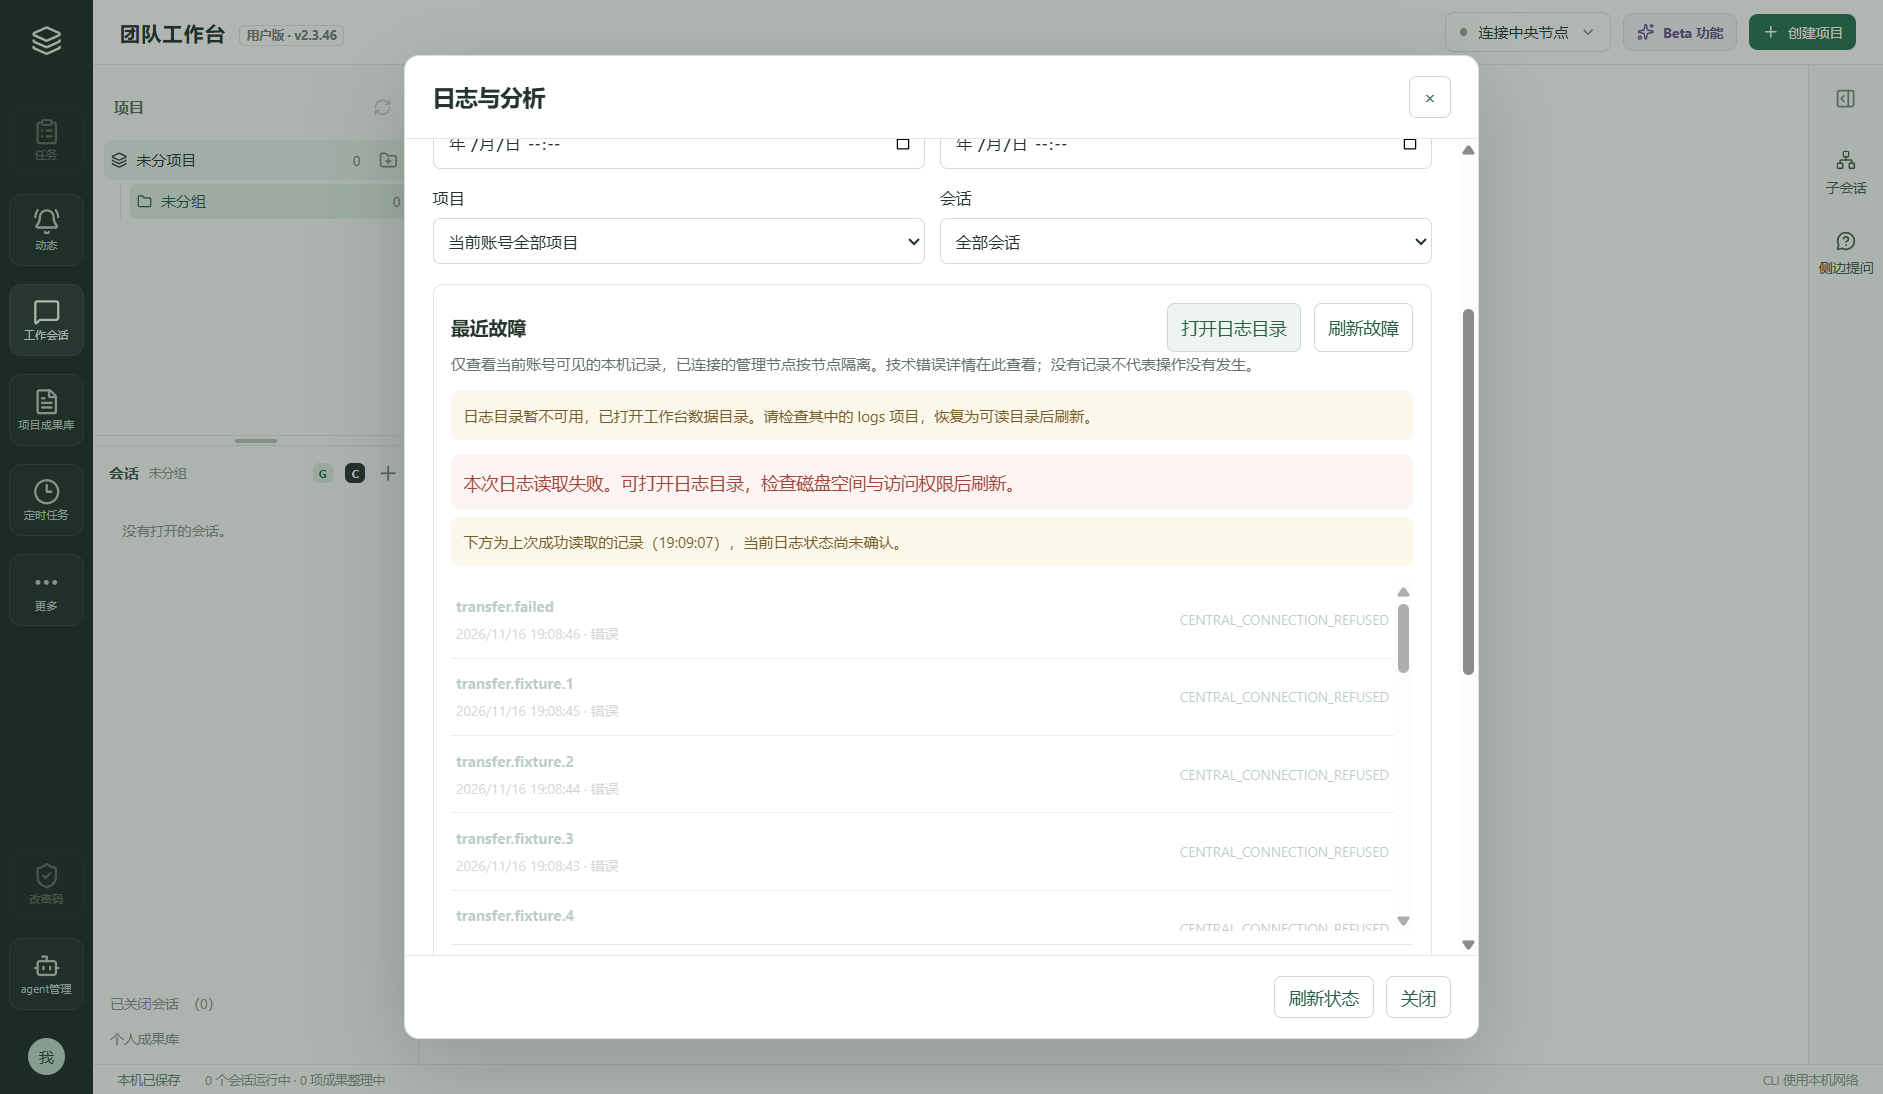 团队工作台
用户版 · v2.3.46
连接中央节点
Beta 功能
创建项目
任务
动态
工作会话
项目成果库
定时任务
更多
改密码
agent管理
我
项目
未分项目
0
未分组
0
会话
未分组
G
C
没有打开的会话。
已关闭会话 (0)
个人成果库
日志与分析
×
年 /月/日 --:--
年 /月/日 --:--
项目
会话
当前账号全部项目
全部会话
最近故障
打开日志目录
刷新故障
仅查看当前账号可见的本机记录，已连接的管理节点按节点隔离。技术错误详情在此查看；没有记录不代表操作没有发生。
日志目录暂不可用，已打开工作台数据目录。请检查其中的 logs 项目，恢复为可读目录后刷新。
本次日志读取失败。可打开日志目录，检查磁盘空间与访问权限后刷新。
下方为上次成功读取的记录（19:09:07），当前日志状态尚未确认。
transfer.failed
2026/11/16 19:08:46 · 错误
CENTRAL_CONNECTION_REFUSED
transfer.fixture.1
2026/11/16 19:08:45 · 错误
CENTRAL_CONNECTION_REFUSED
transfer.fixture.2
2026/11/16 19:08:44 · 错误
CENTRAL_CONNECTION_REFUSED
transfer.fixture.3
2026/11/16 19:08:43 · 错误
CENTRAL_CONNECTION_REFUSED
transfer.fixture.4
CENTRAL_CONNECTION_REFUSED
刷新状态
关闭
子会话
侧边提问
本机已保存
0 个会话运行中 · 0 项成果整理中
CLI 使用本机网络